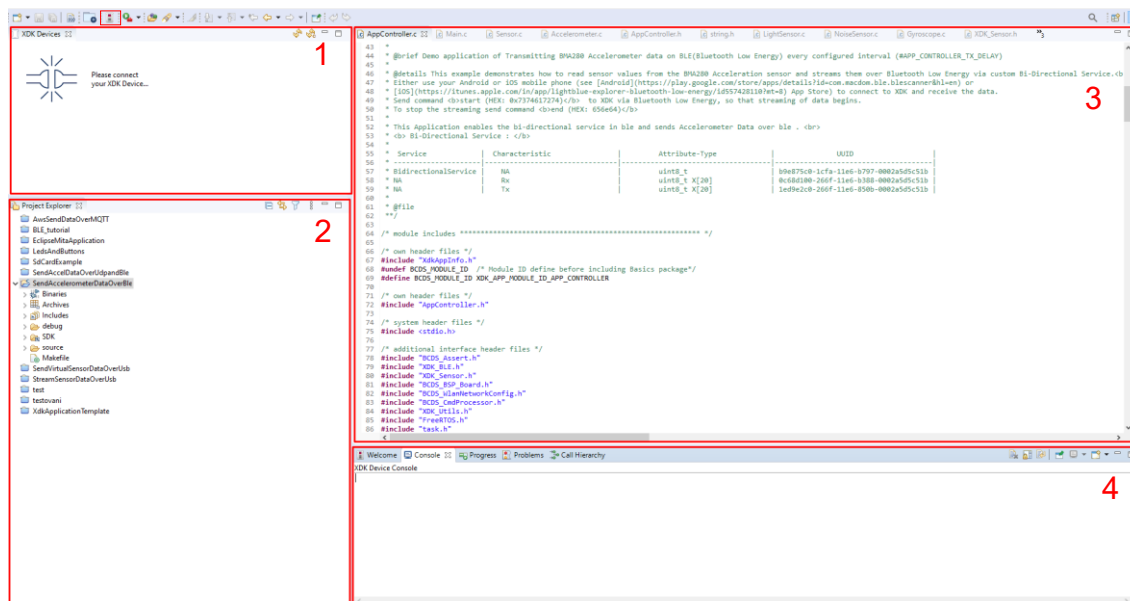 XDK Devices
1
Please connect
your XDK Device...
Project Explorer
2
AwsSendDataOverMQTT
BLE_tutorial
EclipseMitaApplication
LedsAndButtons
SdCardExample
SendAccelDataOverUdpandBle
SendAccelerometerDataOverBle
Binaries
Archives
Includes
debug
SDK
source
Makefile
SendVirtualSensorDataOverUsb
StreamSensorDataOverUsb
test
testovani
XdkApplicationTemplate
AppController.c Main.c Sensor.c Accelerometer.c AppController.h string.h LightSensor.c NoiseSensor.c Gyroscope.c XDK_Sensor.h »3
3
43 *
44 * @brief Demo application of Transmitting BMA280 Accelerometer data on BLE(Bluetooth Low Energy) every configured interval (#APP_CONTROLLER_TX_DELAY)
45 *
46 * @details This example demonstrates how to read sensor values from the BMA280 Acceleration sensor and streams them over Bluetooth Low Energy via custom Bi-Directional Service.<b
47 * Either use your Android or iOS mobile phone (see [Android](https://play.google.com/store/apps/details?id=com.macdom.ble.blescanner&hl=en) or
48 * [iOS](https://itunes.apple.com/in/app/lightblue-explorer-bluetooth-low-energy/id557428110?mt=8) App Store) to connect to XDK and receive the data.
49 * Send command <b>start (HEX: 0x7374617274)</b> to XDK via Bluetooth Low Energy, so that streaming of data begins.
50 * To stop the streaming send command <b>end (HEX: 656e64)</b>
51 *
52 * This Application enables the bi-directional service in ble and sends Accelerometer Data over ble . <br>
53 * <b> Bi-Directional Service : </b>
54 *
55 * Service | Characteristic | Attribute-Type | UUID |
56 * ---------------------|---------------------------------|------------------------------------|--------------------------------------|
57 * BidirectionalService | NA | uint8_t | b9e875c0-1cfa-11e6-b797-0002a5d5c51b |
58 * NA | Rx | uint8_t X[20] | 0c68d100-266f-11e6-b388-0002a5d5c51b |
59 * NA | Tx | uint8_t X[20] | 1ed9e2c0-266f-11e6-850b-0002a5d5c51b |
60 *
61 * @file
62 **/
63
64 /* module includes ********************************************************** */
65
66 /* own header files */
67 #include "XdkAppInfo.h"
68 #undef BCDS_MODULE_ID /* Module ID define before including Basics package*/
69 #define BCDS_MODULE_ID XDK_APP_MODULE_ID_APP_CONTROLLER
70
71 /* own header files */
72 #include "AppController.h"
73
74 /* system header files */
75 #include <stdio.h>
76
77 /* additional interface header files */
78 #include "BCDS_Assert.h"
79 #include "XDK_BLE.h"
80 #include "XDK_Sensor.h"
81 #include "BCDS_BSP_Board.h"
82 #include "BCDS_WlanNetworkConfig.h"
83 #include "BCDS_CmdProcessor.h"
84 #include "XDK_Utils.h"
85 #include "FreeRTOS.h"
86 #include "task.h"
Welcome Console Progress Problems Call Hierarchy
XDK Device Console
4